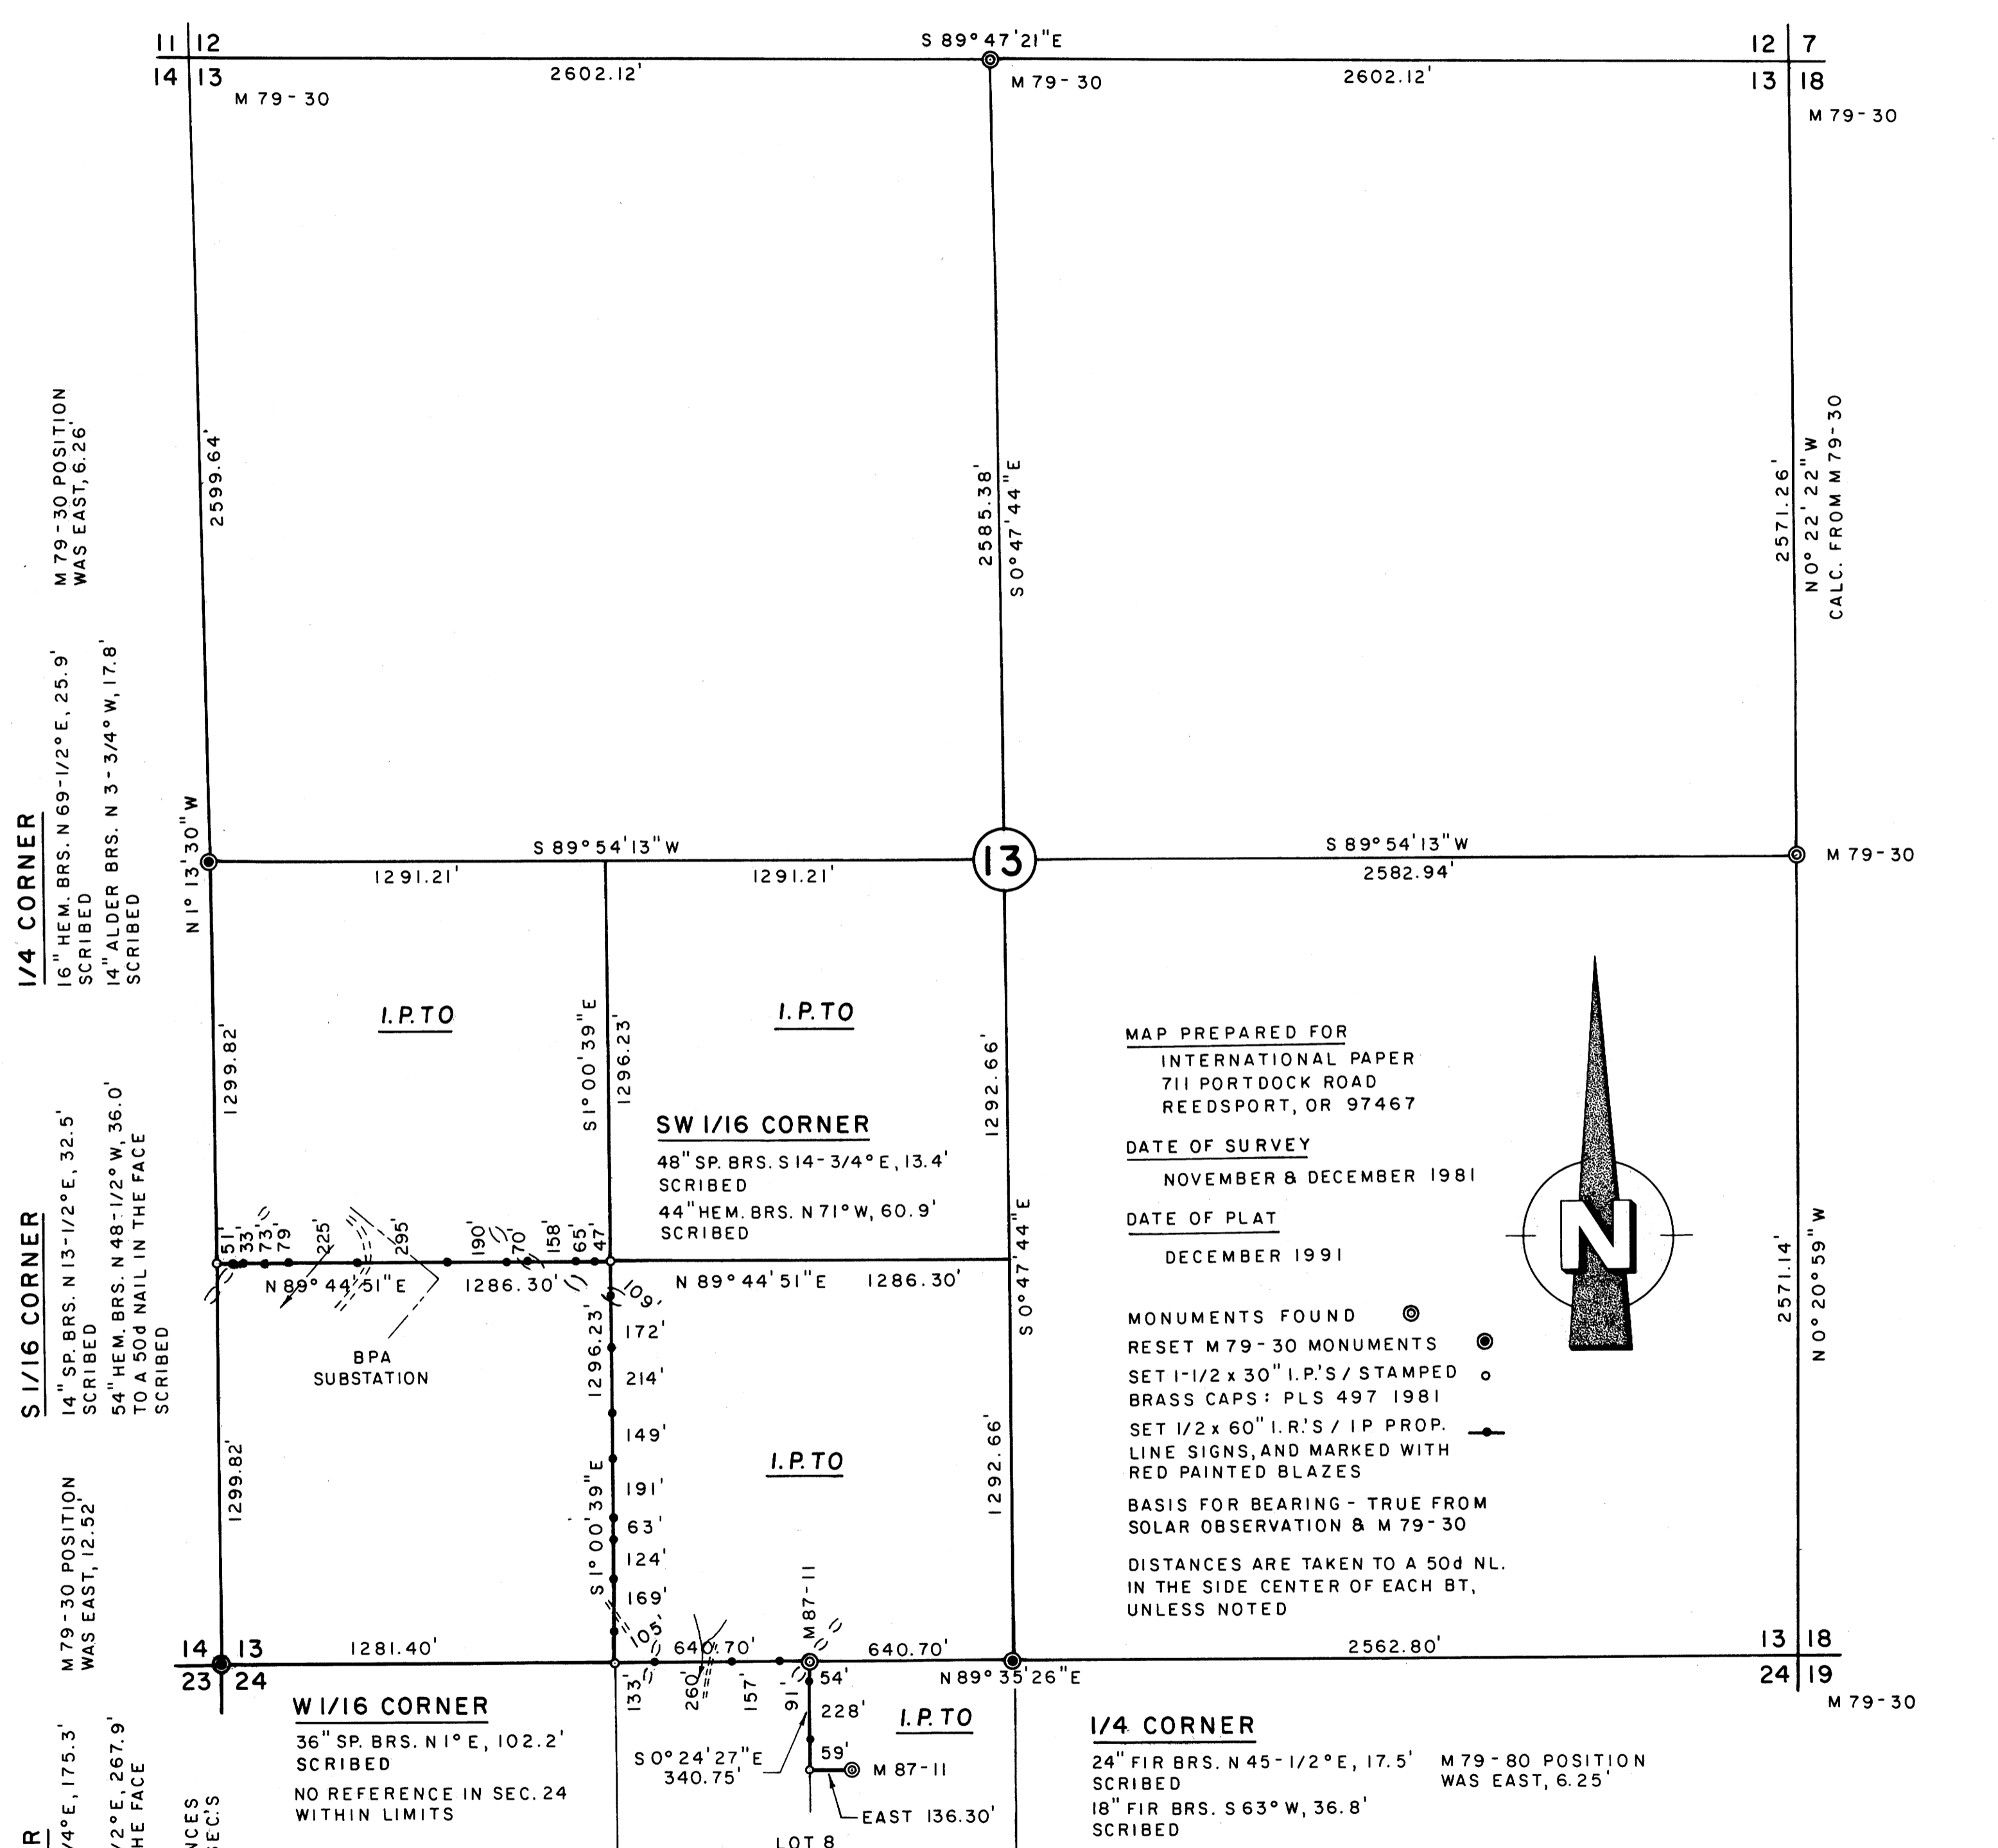 11 12
14 13
M 79-30
S 89° 47' 21" E
2602.12'
M 79-30
2602.12'
12 7
13 18
M 79-30
M 79-30 POSITION
WAS EAST, 6.26'
2599.64'
2585.38'
S 0° 47' 44" E
2571.26'
N 0° 22' 22" W
CALC. FROM M 79-30
1/4 CORNER
16" HEM. BRS. N 69-1/2° E, 25.9'
SCRIBED
14" ALDER BRS. N 3-3/4° W, 17.8'
SCRIBED
N 1° 13' 30" W
S 89° 54' 13" W
1291.21'
1291.21'
13
S 89° 54' 13" W
2582.94'
M 79-30
I.P. TO
I.P. TO
1299.82'
S 1° 00' 39" E
1296.23'
1292.66'
MAP PREPARED FOR
INTERNATIONAL PAPER
711 PORT DOCK ROAD
REEDSPORT, OR 97467
DATE OF SURVEY
NOVEMBER & DECEMBER 1981
DATE OF PLAT
DECEMBER 1991
N
SW 1/16 CORNER
48" SP. BRS. S 14-3/4° E, 13.4'
SCRIBED
44" HEM. BRS. N 71° W, 60.9'
SCRIBED
S 1/16 CORNER
14" SP. BRS. N 13-1/2° E, 32.5'
SCRIBED
54" HEM. BRS. N 48-1/2° W, 36.0'
TO A 50d NAIL IN THE FACE
SCRIBED
51' 33' 73' 79' 225' 295' 190' 70' 158' 65' 47'
N 89° 44' 51" E
1286.30'
N 89° 44' 51" E
1286.30'
S 0° 47' 44" E
BPA
SUBSTATION
1296.23'
109'
172'
214'
149'
191'
63'
124'
169'
105'
S 1° 00' 39" E
1299.82'
1292.66'
I.P. TO
MONUMENTS FOUND
RESET M 79-30 MONUMENTS
SET 1-1/2 x 30" I.P.'S / STAMPED
BRASS CAPS: PLS 497 1981
SET 1/2 x 60" I.R.'S / IP PROP.
LINE SIGNS, AND MARKED WITH
RED PAINTED BLAZES
BASIS FOR BEARING - TRUE FROM
SOLAR OBSERVATION & M 79-30
DISTANCES ARE TAKEN TO A 50d NL.
IN THE SIDE CENTER OF EACH BT,
UNLESS NOTED
2571.14'
N 0° 20' 59" W
M 79-30 POSITION
WAS EAST, 12.52'
14 13
23 24
1281.40'
640.70'
M 87-11
640.70'
N 89° 35' 26" E
2562.80'
13 18
24 19
M 79-30
133' 260' 157' 91'
54'
228'
59'
S 0° 24' 27" E
340.75'
M 87-11
EAST 136.30'
I.P. TO
LOT 8
W 1/16 CORNER
36" SP. BRS. N 1° E, 102.2'
SCRIBED
NO REFERENCE IN SEC. 24
WITHIN LIMITS
1/4 CORNER
24" FIR BRS. N 45-1/2° E, 17.5'
SCRIBED
18" FIR BRS. S 63° W, 36.8'
SCRIBED
M 79-80 POSITION
WAS EAST, 6.25'
/4° E, 175.3'
/2° E, 267.9'
HE FACE
NCES
SEC.'S
R